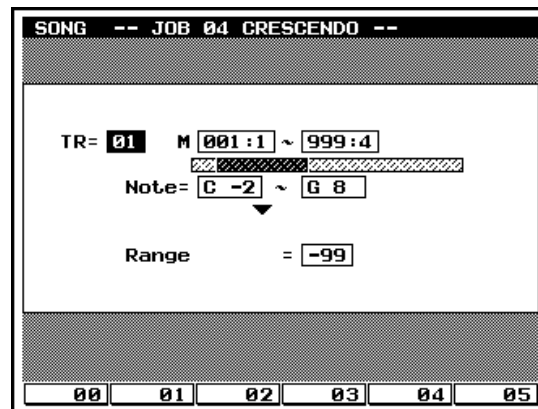 SONG -- JOB 04 CRESCENDO --
TR= 01 M 001:1 ~ 999:4
Note= C -2 ~ G 8
Range = -99
00 01 02 03 04 05